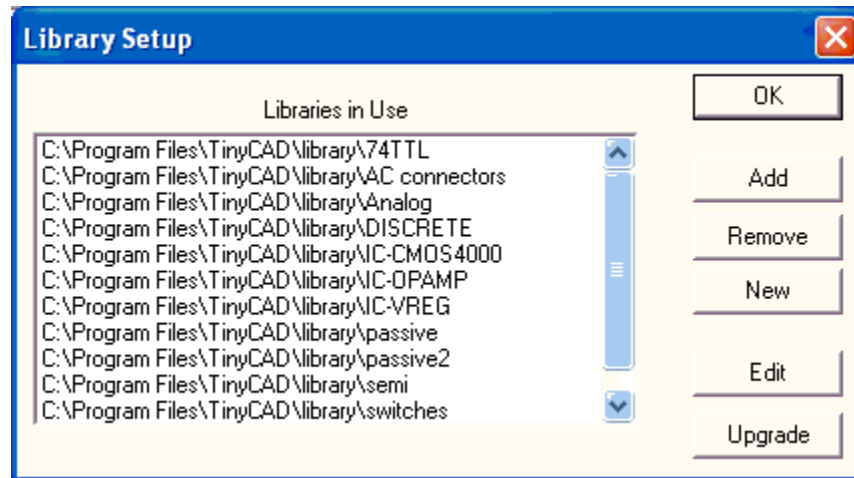 Library Setup
Libraries in Use
C:\Program Files\TinyCAD\library\74TTL
C:\Program Files\TinyCAD\library\AC connectors
C:\Program Files\TinyCAD\library\Analog
C:\Program Files\TinyCAD\library\DISCRETE
C:\Program Files\TinyCAD\library\IC-CMOS4000
C:\Program Files\TinyCAD\library\IC-OPAMP
C:\Program Files\TinyCAD\library\IC-VREG
C:\Program Files\TinyCAD\library\passive
C:\Program Files\TinyCAD\library\passive2
C:\Program Files\TinyCAD\library\semi
C:\Program Files\TinyCAD\library\switches
OK
Add
Remove
New
Edit
Upgrade